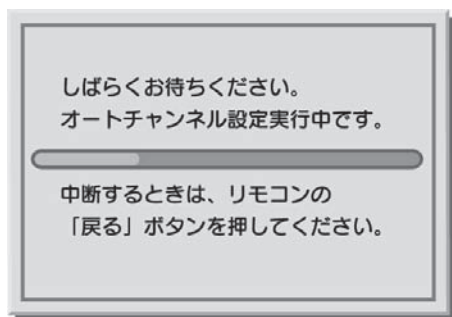 しばらくお待ちください。
オートチャンネル設定実行中です。
中断するときは、リモコンの
「戻る」ボタンを押してください。